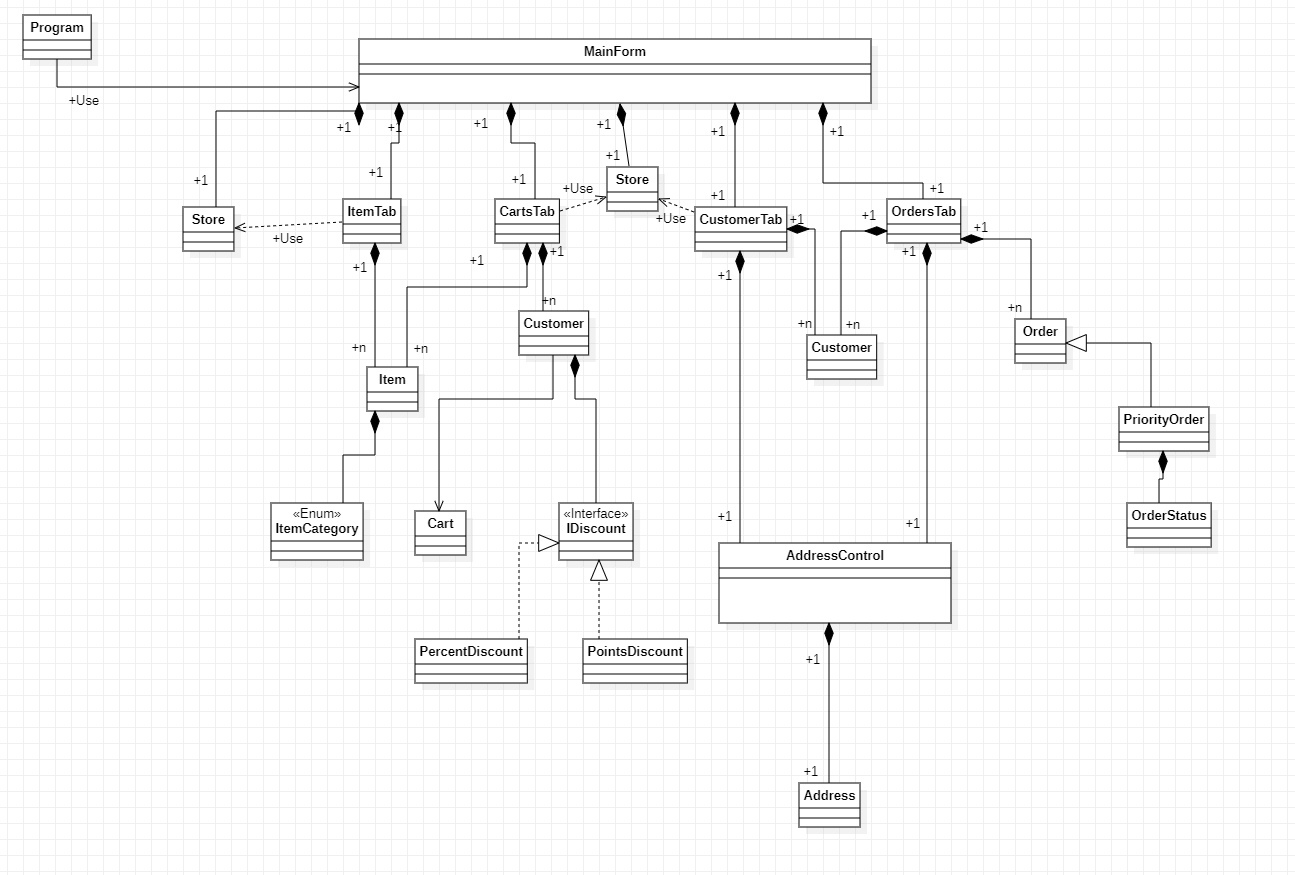 Program
MainForm
+Use
+1
+1
+1
+1
+1
+1
+1
+1
+1
+1
+1
+1
Store
ItemTab
CartsTab
+Use
Store
+Use
CustomerTab
+1
OrdersTab
+1
+1
+Use
+1
+1
+1
+1
+1
+n
+n
+n
Customer
+n
+n
Customer
+n
Order
Item
PriorityOrder
«Enum»
ItemCategory
Cart
«Interface»
IDiscount
+1
+1
OrderStatus
AddressControl
PercentDiscount
PointsDiscount
+1
+1
Address